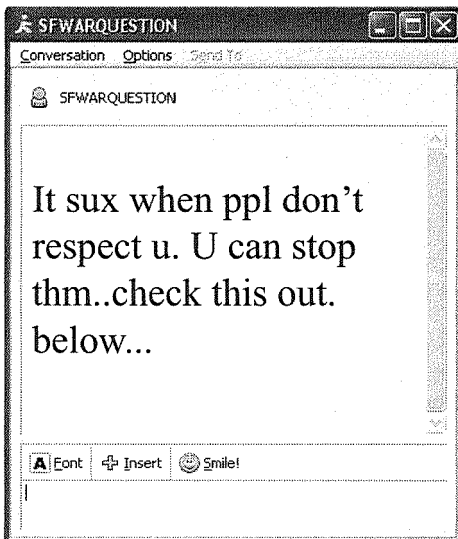 SFWARQUESTION
Conversation Options Send To
SFWARQUESTION
It sux when ppl don't
respect u. U can stop
thm..check this out.
below...
A Font Insert Smile!